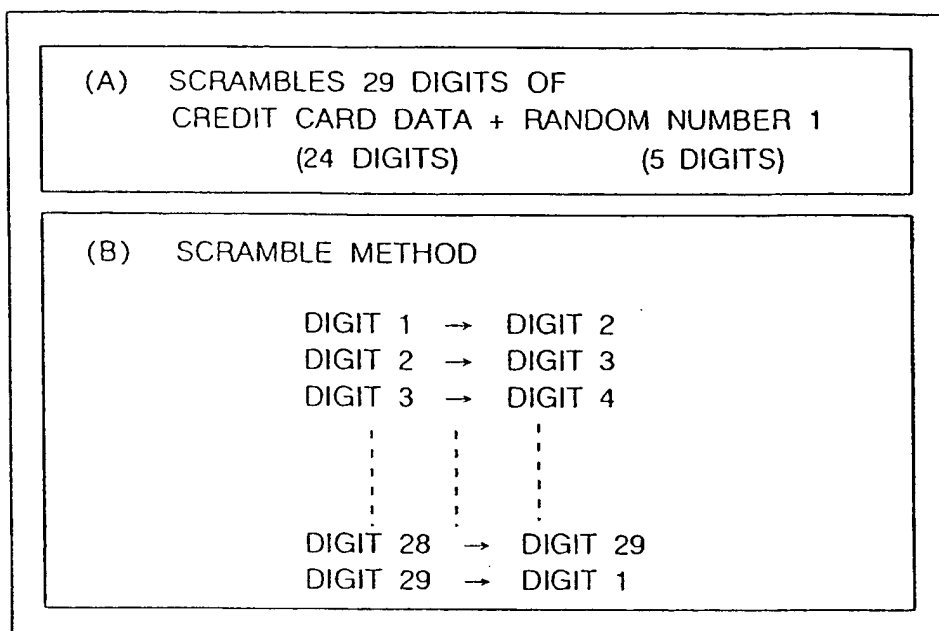 (A) SCRAMBLES 29 DIGITS OF
CREDIT CARD DATA + RANDOM NUMBER 1
(24 DIGITS) (5 DIGITS)
(B) SCRAMBLE METHOD
DIGIT 1 → DIGIT 2
DIGIT 2 → DIGIT 3
DIGIT 3 → DIGIT 4
DIGIT 28 → DIGIT 29
DIGIT 29 → DIGIT 1